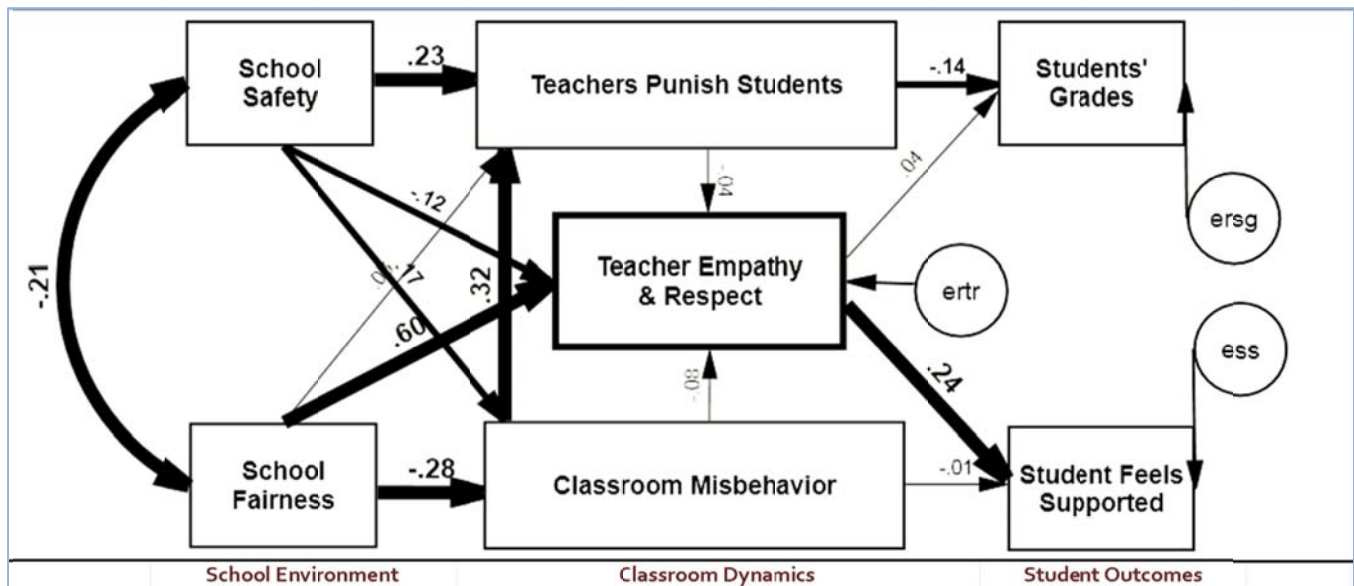 School
Safety
.23
Teachers Punish Students
-.14
Students'
Grades
-.04
.04
-.12
ersg
-.21
.17
.32
Teacher Empathy
& Respect
ertr
.60
-.08
.24
ess
School
Fairness
-.28
Classroom Misbehavior
-.01
Student Feels
Supported
School Environment
Classroom Dynamics
Student Outcomes